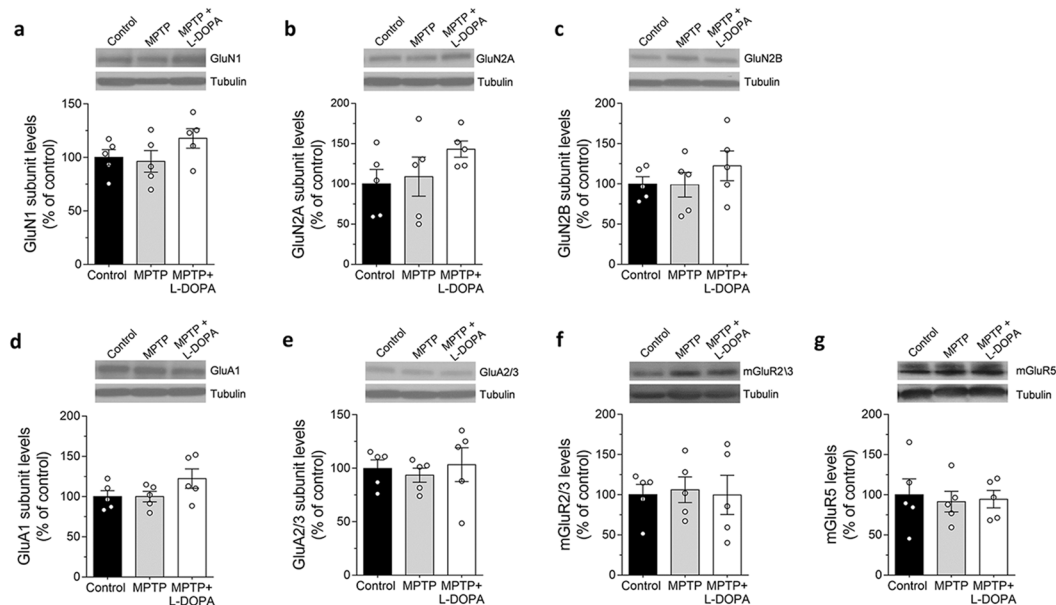 a
Control
MPTP
MPTP +
L-DOPA
GluN1
Tubulin
GluN1 subunit levels
(% of control)
150
100
50
0
Control
MPTP
MPTP+
L-DOPA
b
Control
MPTP
MPTP +
L-DOPA
GluN2A
Tubulin
GluN2A subunit levels
(% of control)
200
150
100
50
0
Control
MPTP
MPTP+
L-DOPA
c
Control
MPTP
MPTP +
L-DOPA
GluN2B
Tubulin
GluN2B subunit levels
(% of control)
200
150
100
50
0
Control
MPTP
MPTP+
L-DOPA
d
Control
MPTP
MPTP +
L-DOPA
GluA1
Tubulin
GluA1 subunit levels
(% of control)
200
150
100
50
0
Control
MPTP
MPTP+
L-DOPA
e
Control
MPTP
MPTP +
L-DOPA
GluA2/3
Tubulin
GluA2/3 subunit levels
(% of control)
150
100
50
0
Control
MPTP
MPTP+
L-DOPA
f
Control
MPTP
MPTP +
L-DOPA
mGluR2\3
Tubulin
mGluR2/3 levels
(% of control)
200
150
100
50
0
Control
MPTP
MPTP+
L-DOPA
g
Control
MPTP
MPTP +
L-DOPA
mGluR5
Tubulin
mGluR5 levels
(% of control)
200
150
100
50
0
Control
MPTP
MPTP+
L-DOPA